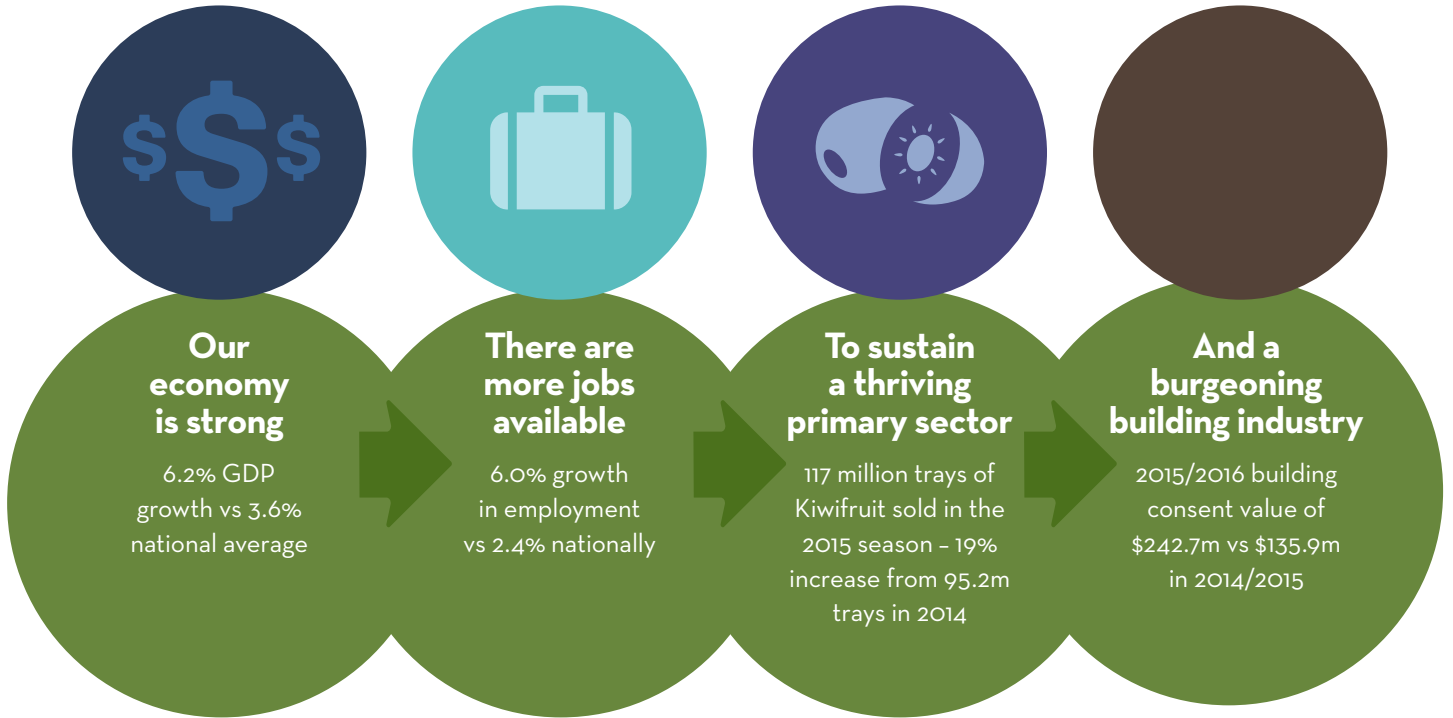 Our
economy
is strong
6.2% GDP
growth vs 3.6%
national average
There are
more jobs
available
6.0% growth
in employment
vs 2.4% nationally
To sustain
a thriving
primary sector
117 million trays of
Kiwifruit sold in the
2015 season – 19%
increase from 95.2m
trays in 2014
And a
burgeoning
building industry
2015/2016 building
consent value of
$242.7m vs $135.9m
in 2014/2015